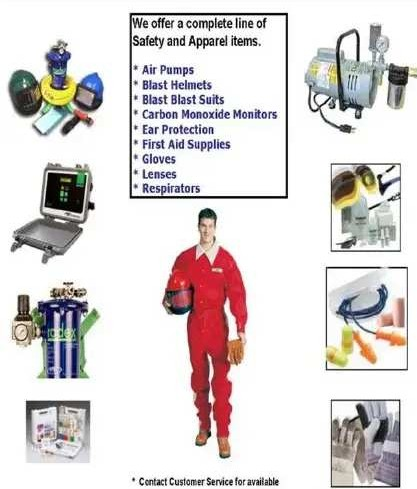 We offer a complete line of
Safety and Apparel items.
* Air Pumps
* Blast Helmets
* Blast Blast Suits
* Carbon Monoxide Monitors
* Ear Protection
* First Aid Supplies
* Gloves
* Lenses
* Respirators
* Contact Customer Service for available